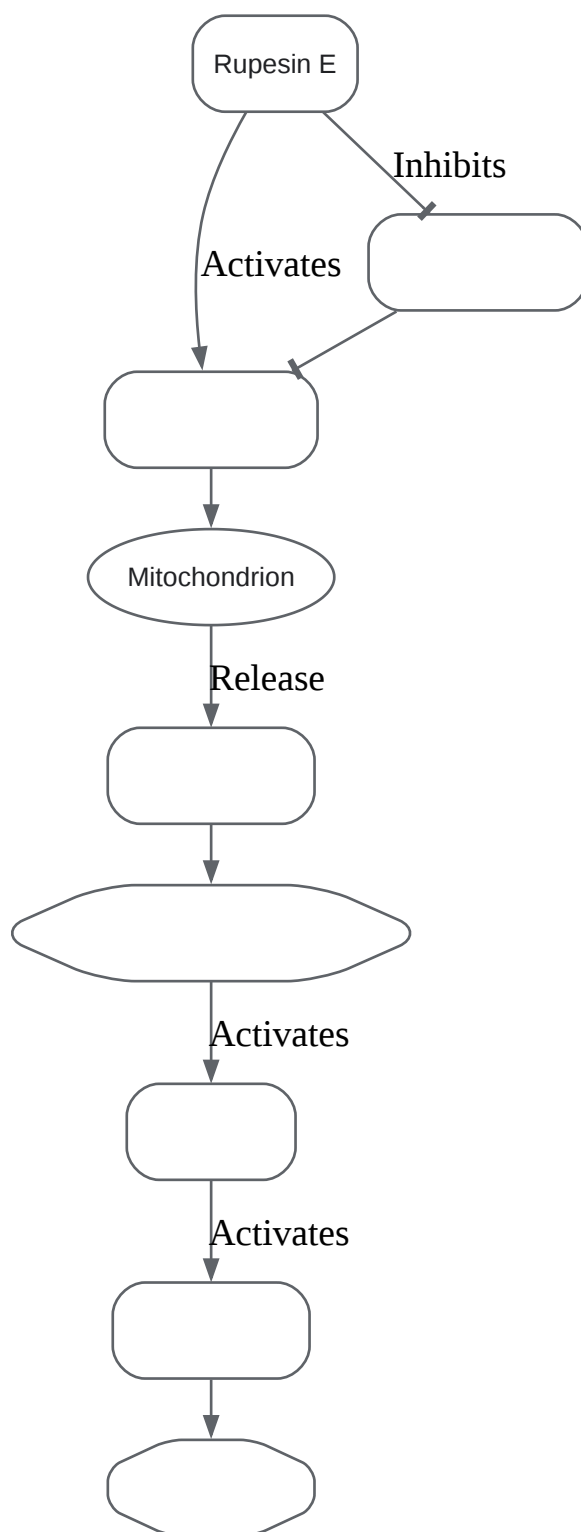 Rupesin E
Inhibits
Activates
Mitochondrion
Release
Activates
Activates